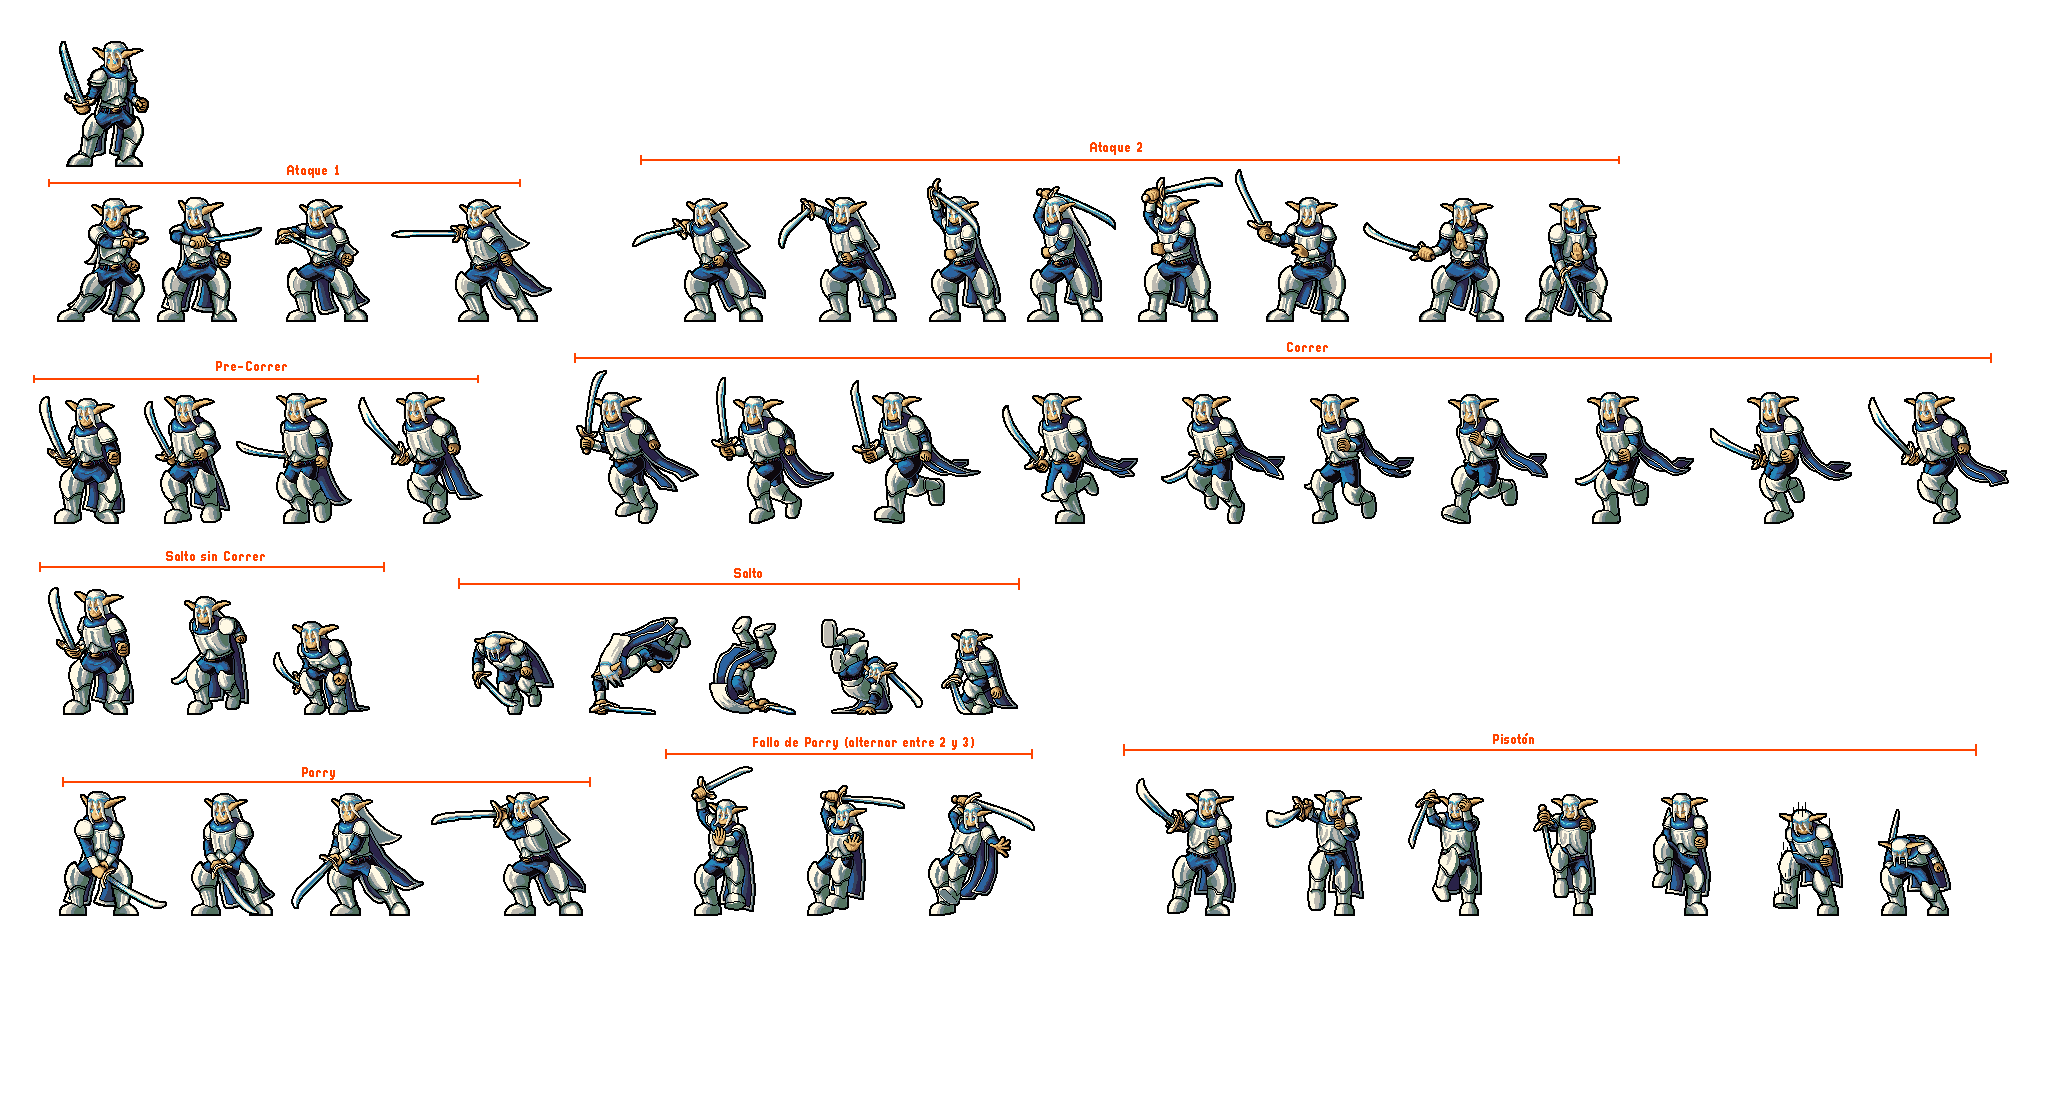 Ataque 1
Ataque 2
Pre-Correr
Correr
Salto sin Correr
Salto
Parry
Fallo de Parry (alternar entre 2 y 3)
Pisotón